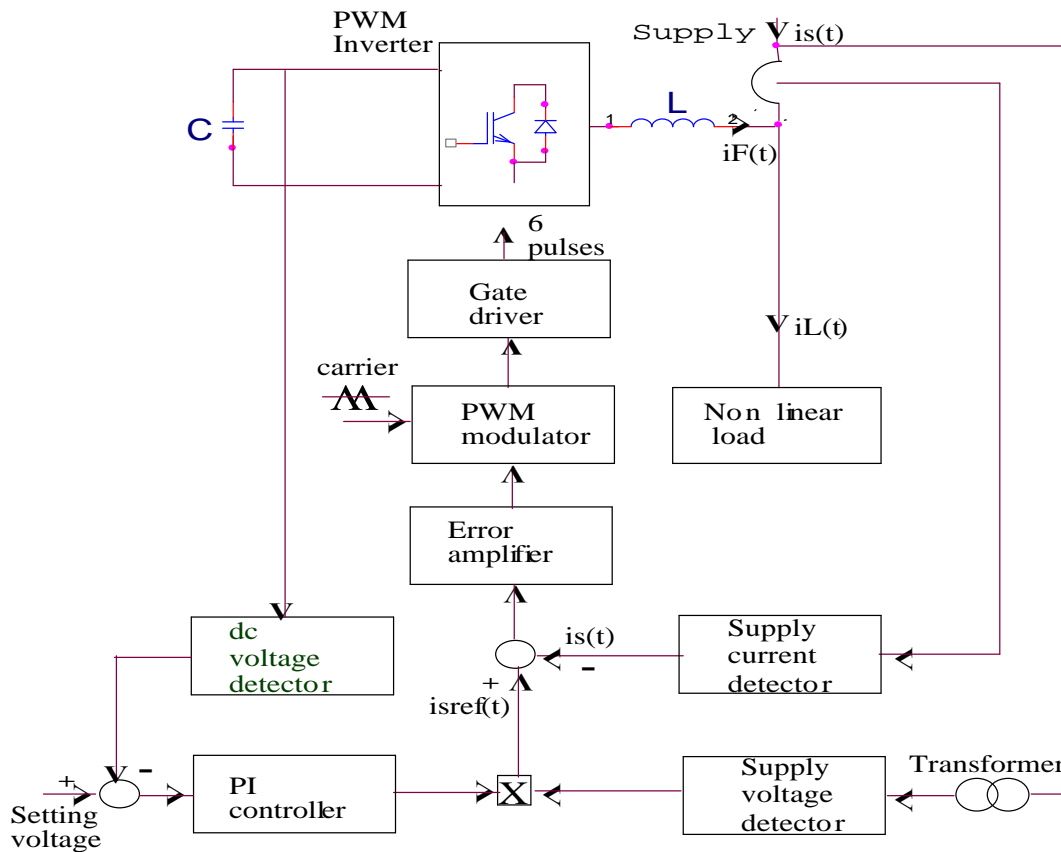 PWM
Inverter
Supply
is(t)
C
1
L
2
iF(t)
6
pulses
Gate
driver
iL(t)
carrier
PWM
modulator
Non linear
load
Error
amplifier
dc
voltage
detector
is(t)
-
Supply
current
detector
+
isref(t)
+
-
Setting
voltage
PI
controller
X
Supply
voltage
detector
Transformer